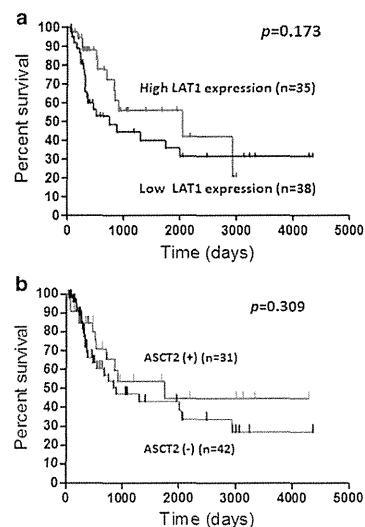 a
p=0.173
100
90
80
70
60
50
40
30
20
10
0
Percent survival
High LAT1 expression (n=35)
Low LAT1 expression (n=38)
0 1000 2000 3000 4000 5000
Time (days)
b
p=0.309
100
90
80
70
60
50
40
30
20
10
0
Percent survival
ASCT2 (+) (n=31)
ASCT2 (-) (n=42)
0 1000 2000 3000 4000 5000
Time (days)